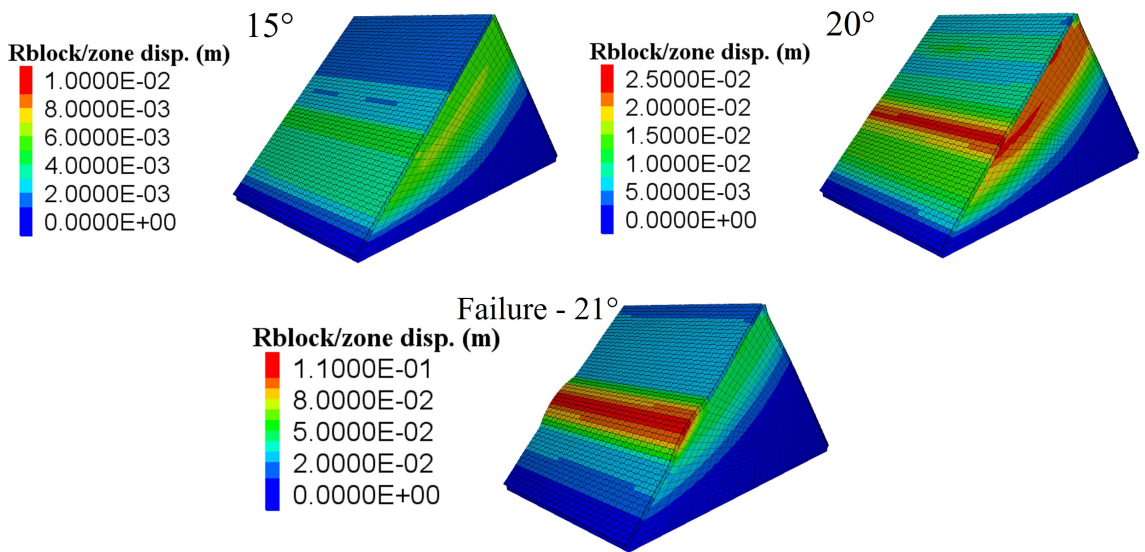 15°
Rblock/zone disp. (m)
1.0000E-02
8.0000E-03
6.0000E-03
4.0000E-03
2.0000E-03
0.0000E+00
20°
Rblock/zone disp. (m)
2.5000E-02
2.0000E-02
1.5000E-02
1.0000E-02
5.0000E-03
0.0000E+00
Failure - 21°
Rblock/zone disp. (m)
1.1000E-01
8.0000E-02
5.0000E-02
2.0000E-02
0.0000E+00